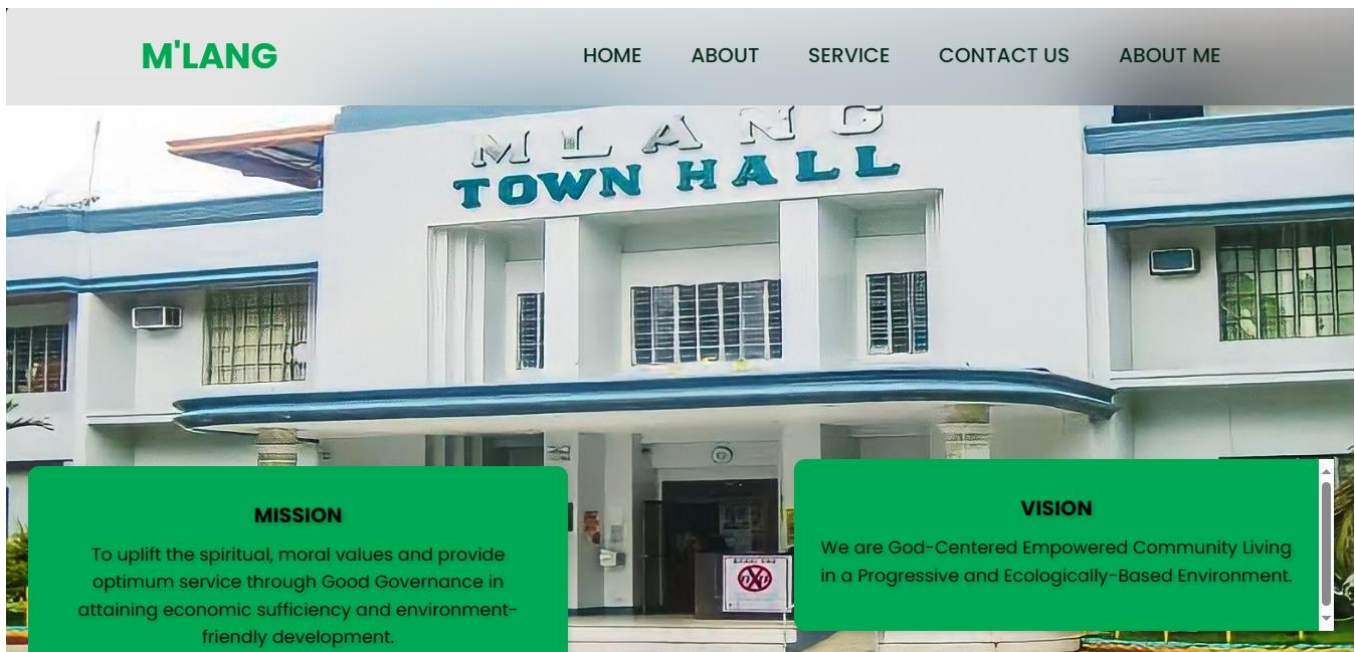 M'LANG
HOME ABOUT SERVICE CONTACT US ABOUT ME
MLANG
TOWN HALL
MISSION
To uplift the spiritual, moral values and provide
optimum service through Good Governance in
attaining economic sufficiency and environment-
friendly development.
VISION
We are God-Centered Empowered Community Living
in a Progressive and Ecologically-Based Environment.